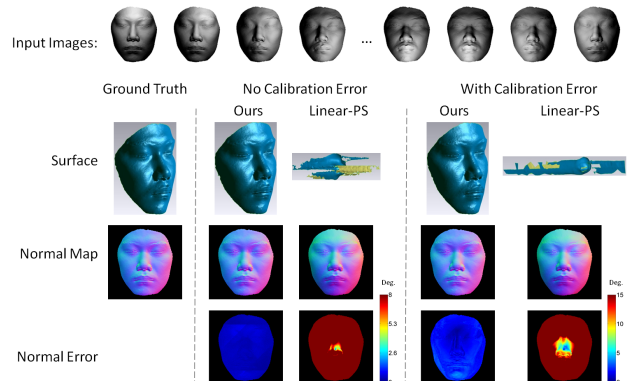 Input Images:
...
Ground Truth
No Calibration Error
With Calibration Error
Ours
Linear-PS
Ours
Linear-PS
Surface
Normal Map
Deg.
8
5.3
2.6
0
Deg.
15
10
5
0
Normal Error